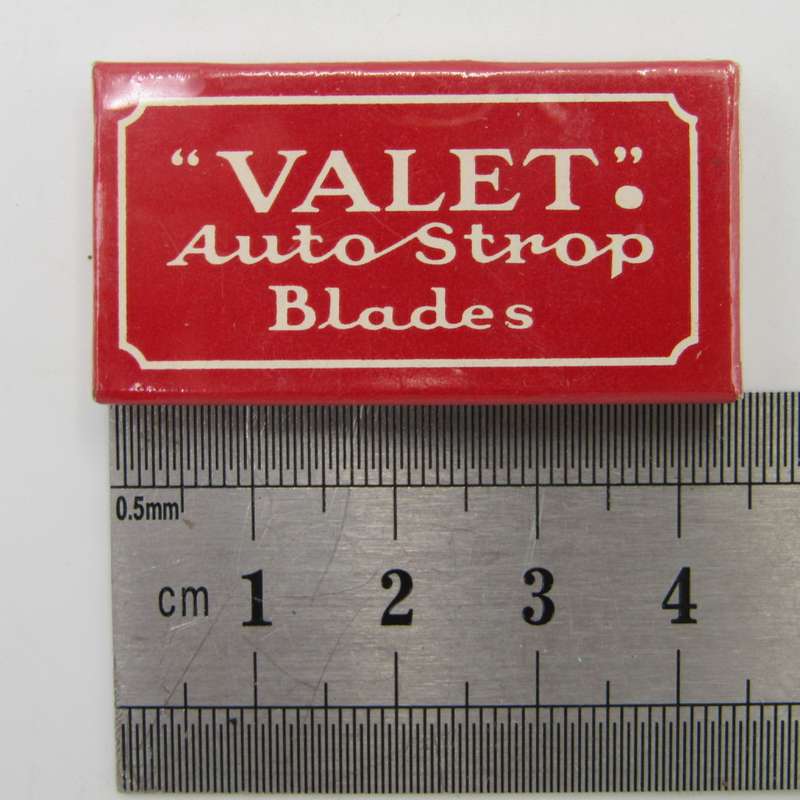 “VALET”.
Auto Strop
Blades
0.5mm
cm 1 2 3 4